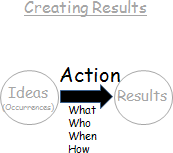 Creating Results
Action
Ideas
(Occurrences)
Results
What
Who
When
How